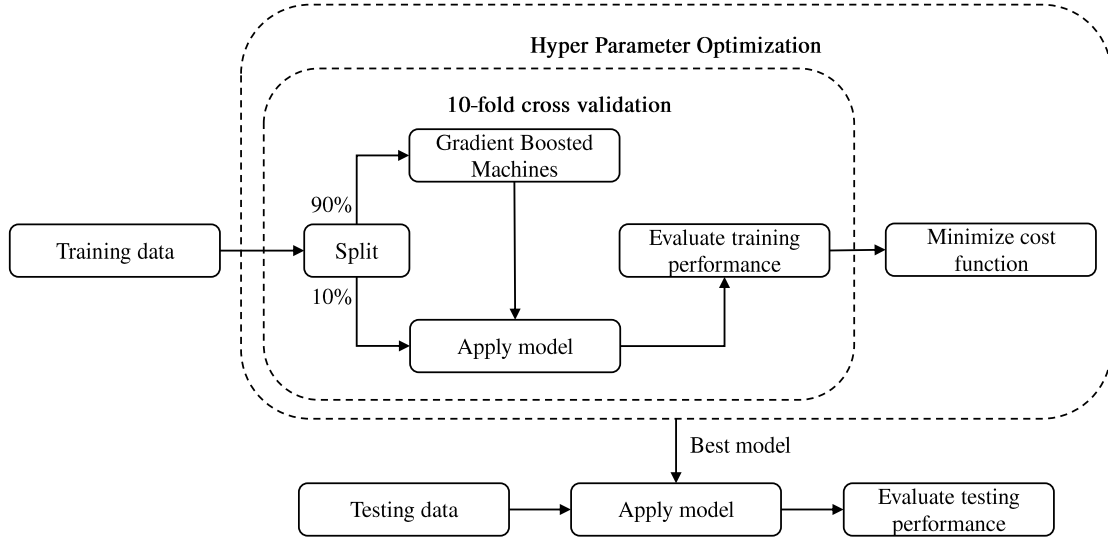 Hyper Parameter Optimization
10-fold cross validation
Gradient Boosted
Machines
90%
Training data
Split
Evaluate training
performance
Minimize cost
function
10%
Apply model
Best model
Testing data
Apply model
Evaluate testing
performance